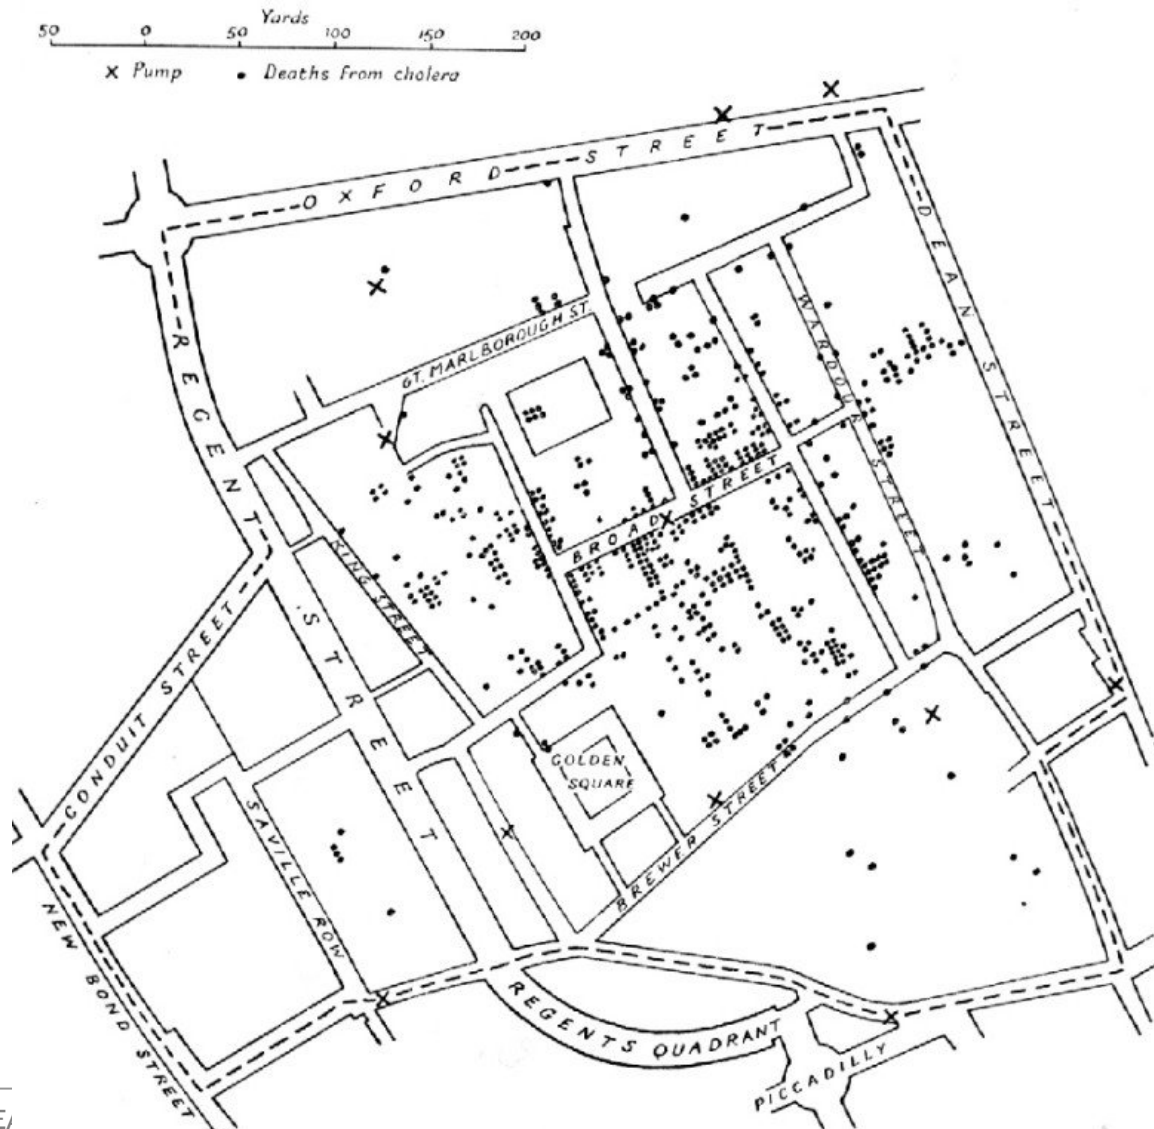 Yards
50 0 50 100 150 200
x Pump • Deaths from cholera
OXFORD STREET
DEAN STREET
REGENT STREET
GT. MARLBOROUGH ST.
WARDOUR STREET
BROAD STREET
KING STREET
CONDUIT STREET
GOLDEN
SQUARE
BREWER STREET
SAVILLE ROW
NEW BOND STREET
REGENTS QUADRANT
PICCADILLY